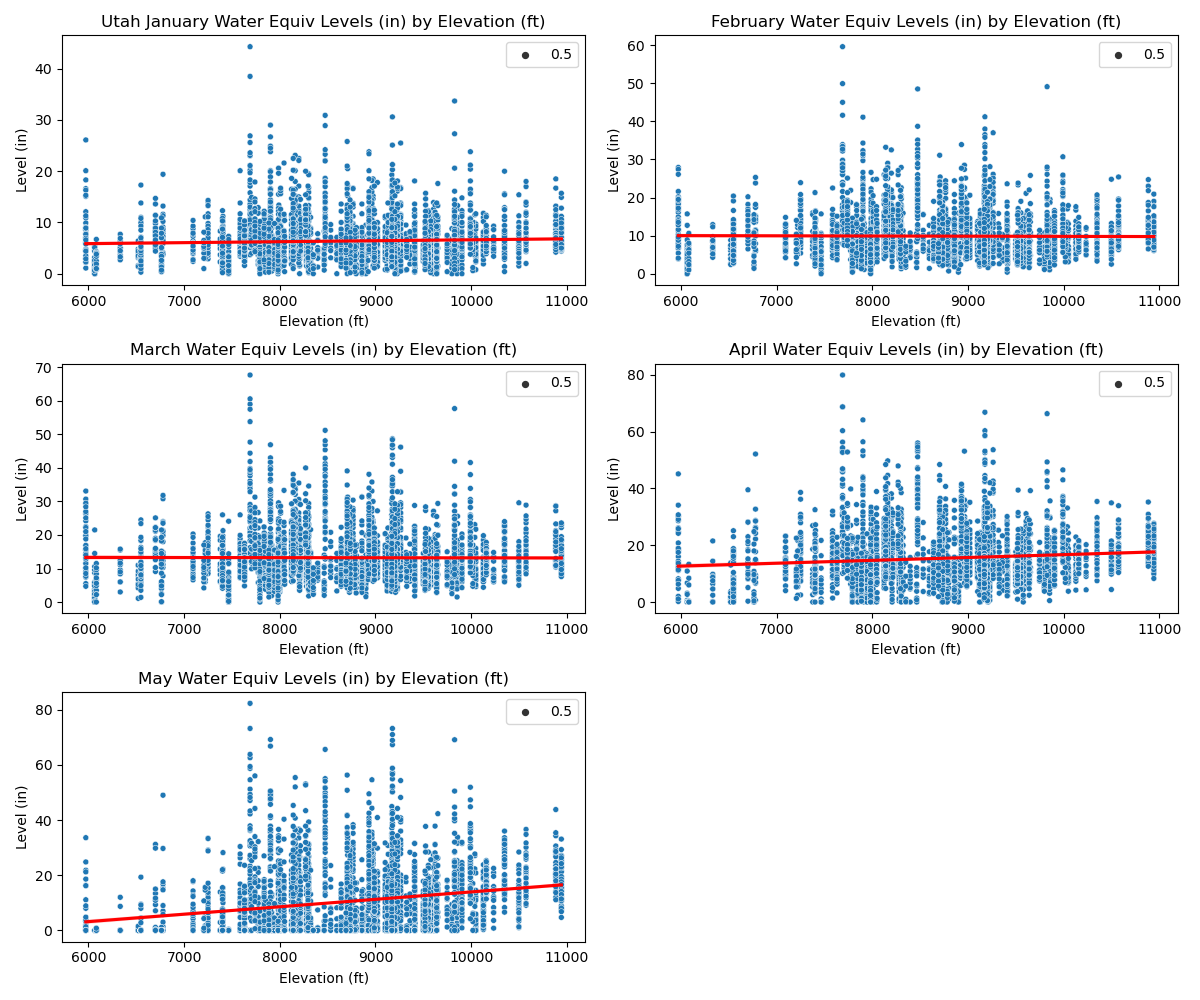 Utah January Water Equiv Levels (in) by Elevation (ft)
0.5
Level (in)
40
30
20
10
0
6000 7000 8000 9000 10000 11000
Elevation (ft)
February Water Equiv Levels (in) by Elevation (ft)
0.5
Level (in)
60
50
40
30
20
10
0
6000 7000 8000 9000 10000 11000
Elevation (ft)
March Water Equiv Levels (in) by Elevation (ft)
0.5
Level (in)
70
60
50
40
30
20
10
0
6000 7000 8000 9000 10000 11000
Elevation (ft)
April Water Equiv Levels (in) by Elevation (ft)
0.5
Level (in)
80
60
40
20
0
6000 7000 8000 9000 10000 11000
Elevation (ft)
May Water Equiv Levels (in) by Elevation (ft)
0.5
Level (in)
80
60
40
20
0
6000 7000 8000 9000 10000 11000
Elevation (ft)